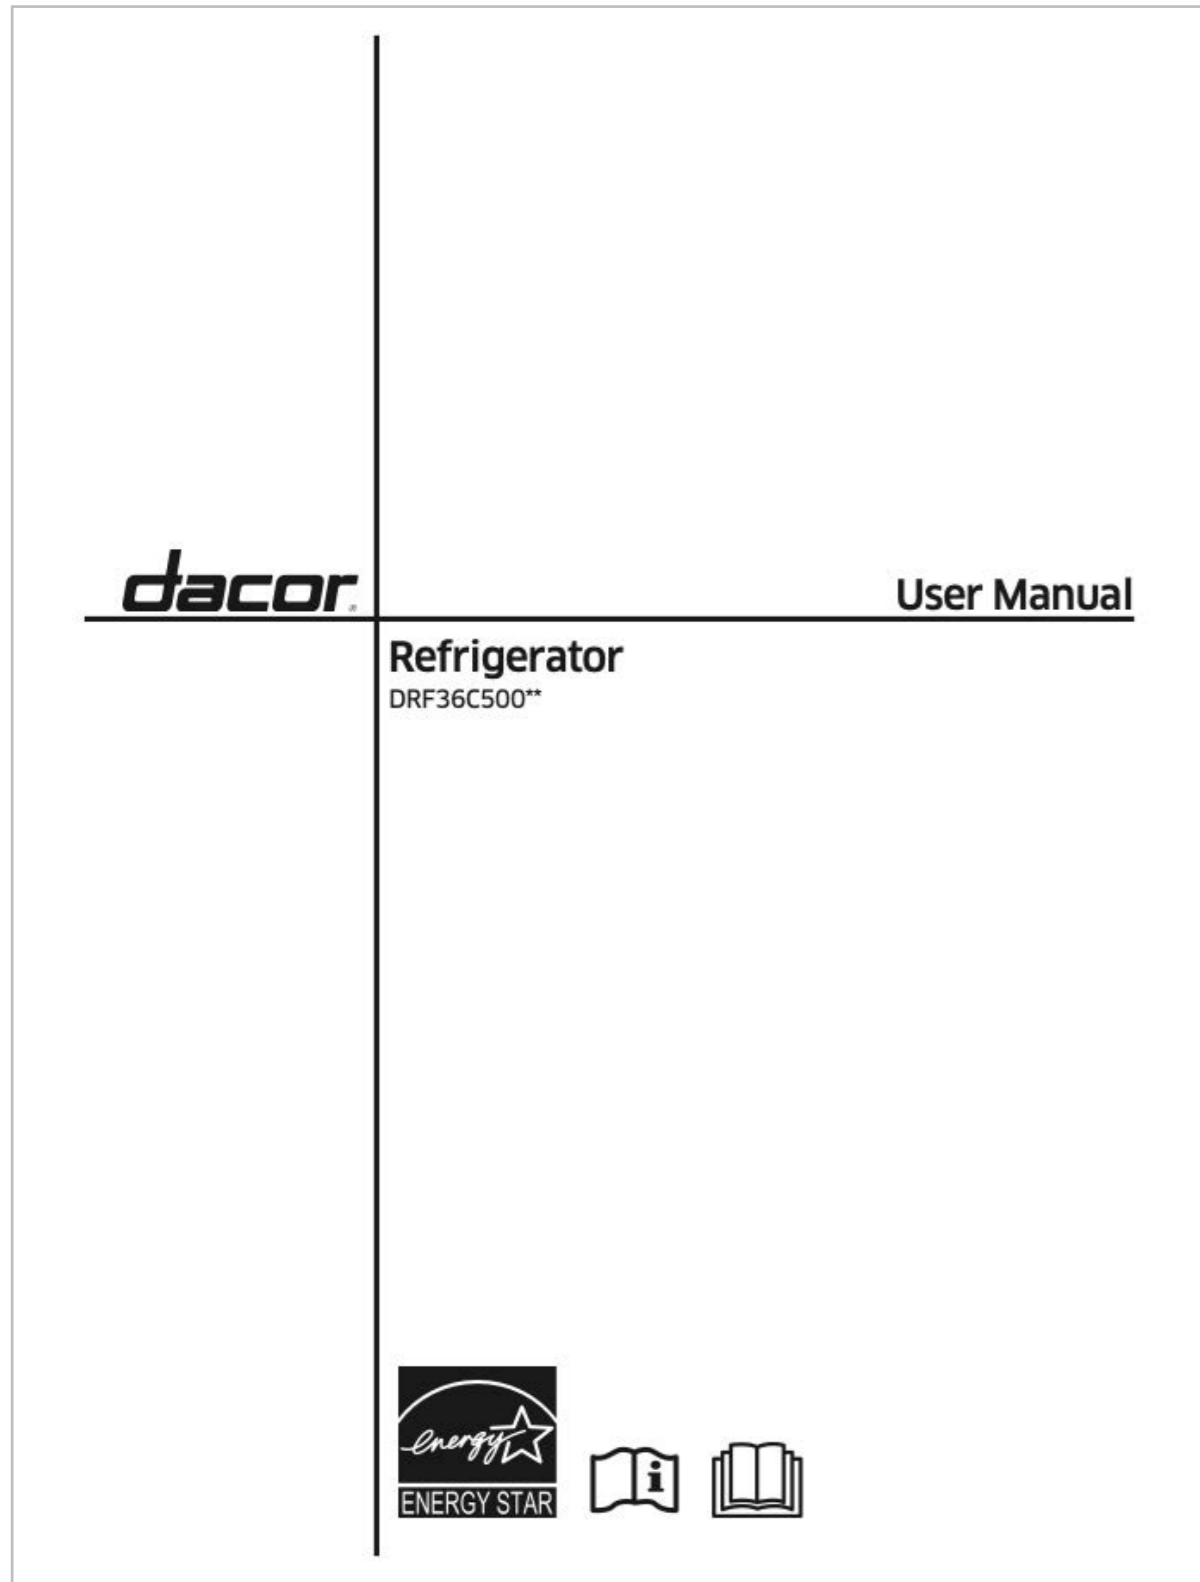 dacor®
User Manual
Refrigerator
DRF36C500**
energy
ENERGY STAR
i